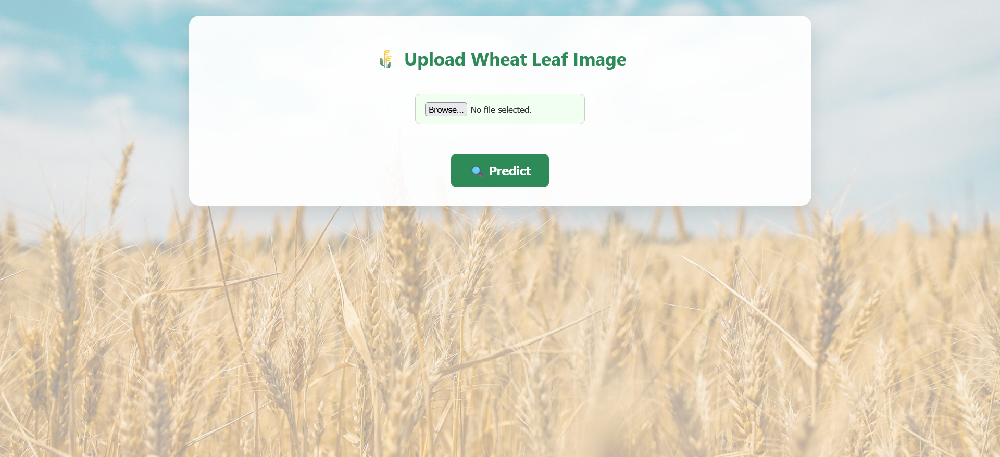 Upload Wheat Leaf Image
Browse... No file selected.
Predict